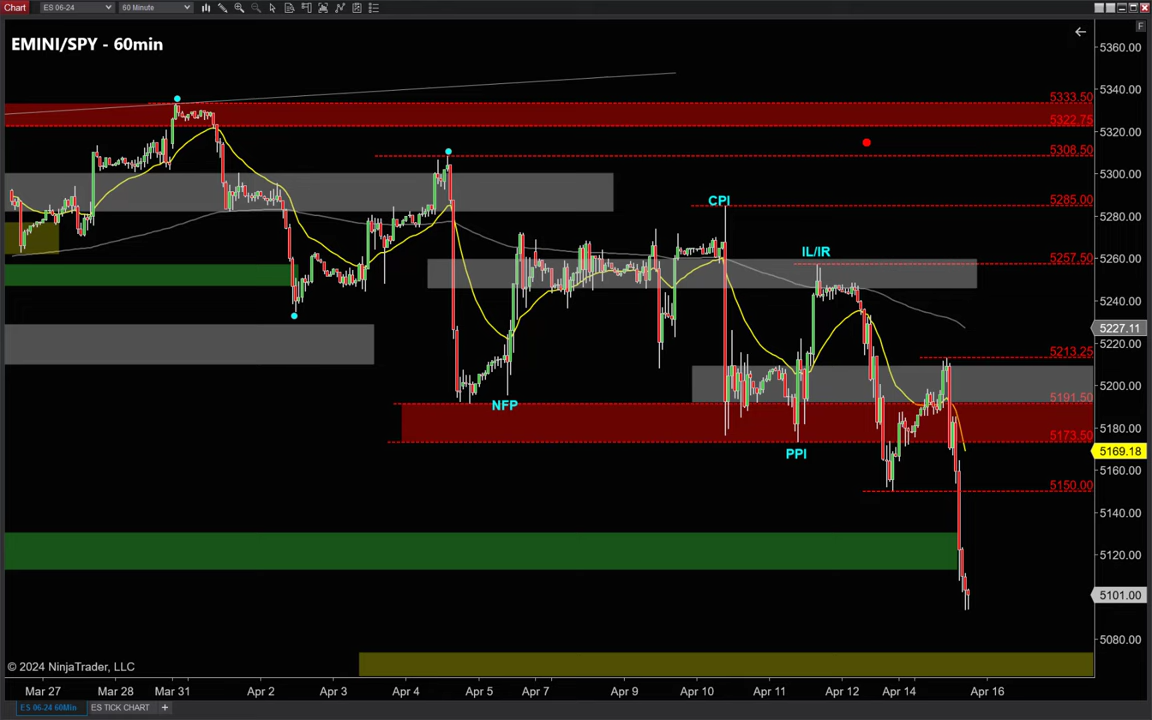 Chart
ES 06-24
60 Minute
EMINI/SPY - 60min
F
5360.00
5340.00
5320.00
5300.00
5280.00
5260.00
5240.00
5227.11
5220.00
5200.00
5180.00
5169.18
5160.00
5140.00
5120.00
5101.00
5080.00
5333.50
5322.75
5308.50
5285.00
5257.50
5213.25
5191.50
5173.50
5150.00
CPI
IL/IR
NFP
PPI
© 2024 NinjaTrader, LLC
Mar 27
Mar 28
Mar 31
Apr 2
Apr 3
Apr 4
Apr 5
Apr 7
Apr 9
Apr 10
Apr 11
Apr 12
Apr 14
Apr 16
ES 06-24 60Min
ES TICK CHART
+